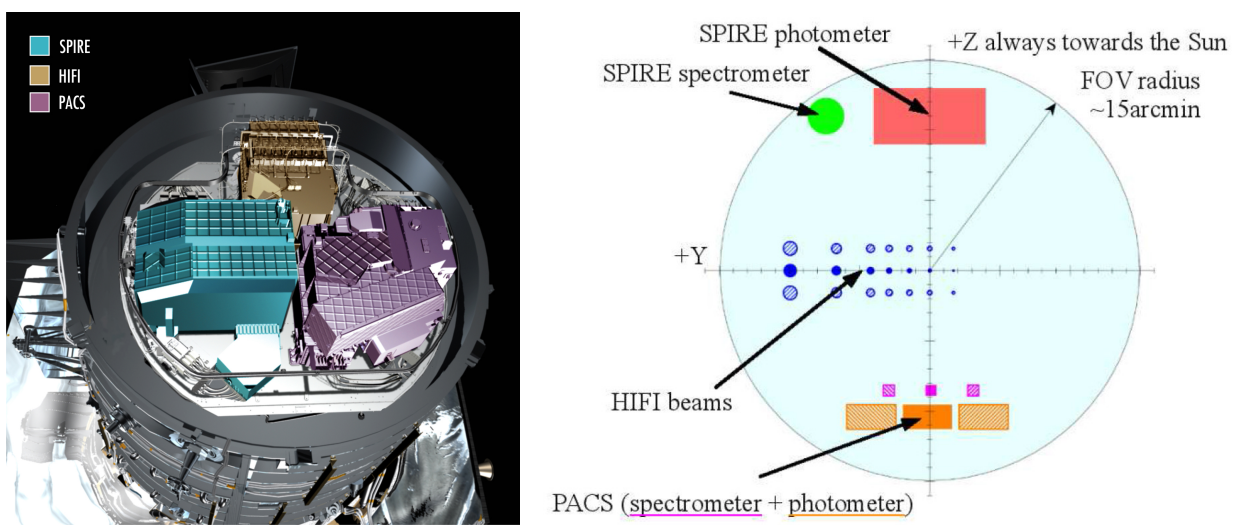 SPIRE
HIFI
PACS
SPIRE photometer
+Z always towards the Sun
SPIRE spectrometer
FOV radius
~15arcmin
+Y
HIFI beams
PACS (spectrometer + photometer)